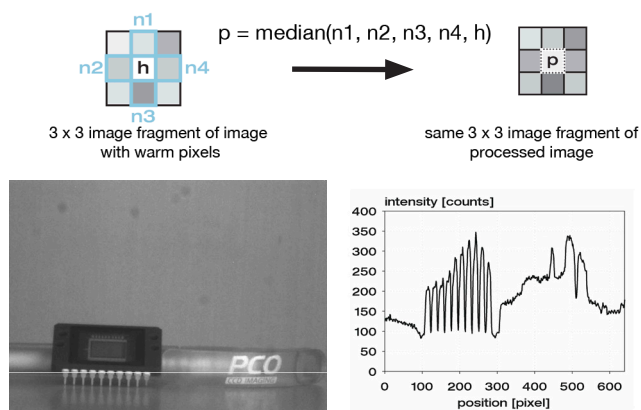 n1
p = median(n1, n2, n3, n4, h)
n2
h
n4
p
n3
3 x 3 image fragment of image
with warm pixels
same 3 x 3 image fragment of
processed image
PCO
CCD IMAGING
intensity [counts]
400
350
300
250
200
150
100
50
0
0 100 200 300 400 500 600
position [pixel]